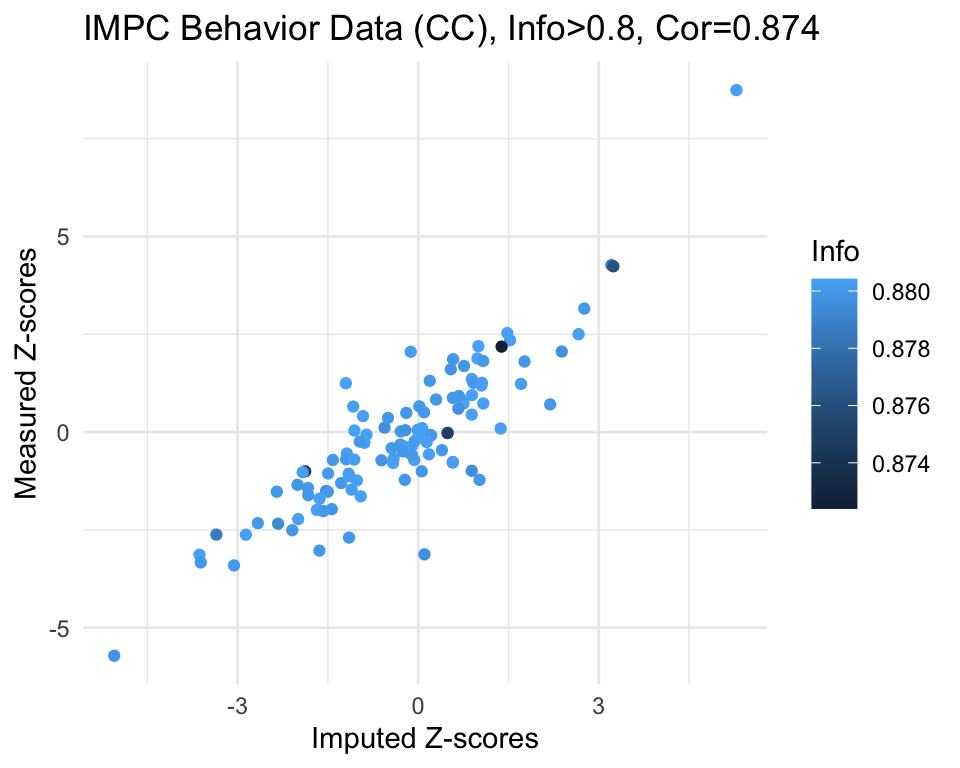 IMPC Behavior Data (CC), Info>0.8, Cor=0.874
Measured Z-scores
5
0
-5
-3
0
3
Imputed Z-scores
Info
0.880
0.878
0.876
0.874